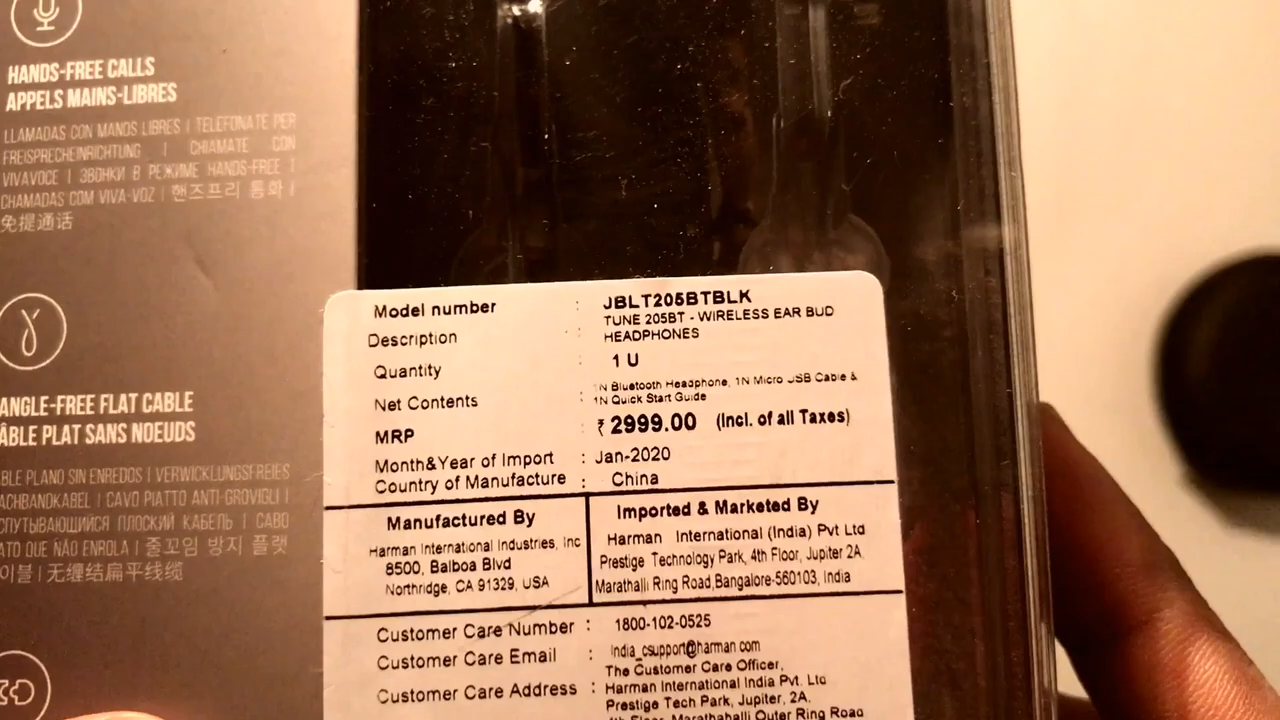 HANDS-FREE CALLS
APPELS MAINS-LIBRES
LLAMADAS CON MANOS LIBRES | TELEFONATE PER
FREISPRECHEINRICHTUNG | CHIAMATE CON
VIVAVOCE | ЗВОНКИ В РЕЖИМЕ HANDS-FREE |
CHAMADAS COM VIVA-VOZ | 핸즈프리 통화 |
免提通话
ANGLE-FREE FLAT CABLE
ÂBLE PLAT SANS NOEUDS
BLE PLANO SIN ENREDOS | VERWICKLUNGSFREIES
ACHBANDKABEL | CAVO PIATTO ANTI-GROVIGLI |
СПУТЫВАЮЩИЙСЯ ПЛОСКИЙ КАБЕЛЬ | CABO
ATO QUE NÃO ENROLA | 줄꼬임 방지 플랫
이블 | 无缠结扁平线缆
Model number : JBLT205BTBLK
Description : TUNE 205BT - WIRELESS EAR BUD
HEADPHONES
Quantity : 1 U
Net Contents : 1N Bluetooth Headphone, 1N Micro USB Cable &
1N Quick Start Guide
MRP : ₹ 2999.00 (Incl. of all Taxes)
Month&Year of Import : Jan-2020
Country of Manufacture : China
Manufactured By
Harman International Industries, Inc
8500, Balboa Blvd
Northridge, CA 91329, USA
Imported & Marketed By
Harman International (India) Pvt Ltd
Prestige Technology Park, 4th Floor, Jupiter 2A,
Marathalli Ring Road,Bangalore-560103, India
Customer Care Number : 1800-102-0525
Customer Care Email : India_csupport@harman.com
Customer Care Address : The Customer Care Officer,
Harman International India Pvt. Ltd
Prestige Tech Park, Jupiter, 2A,
4th Floor, Marathahalli Outer Ring Road